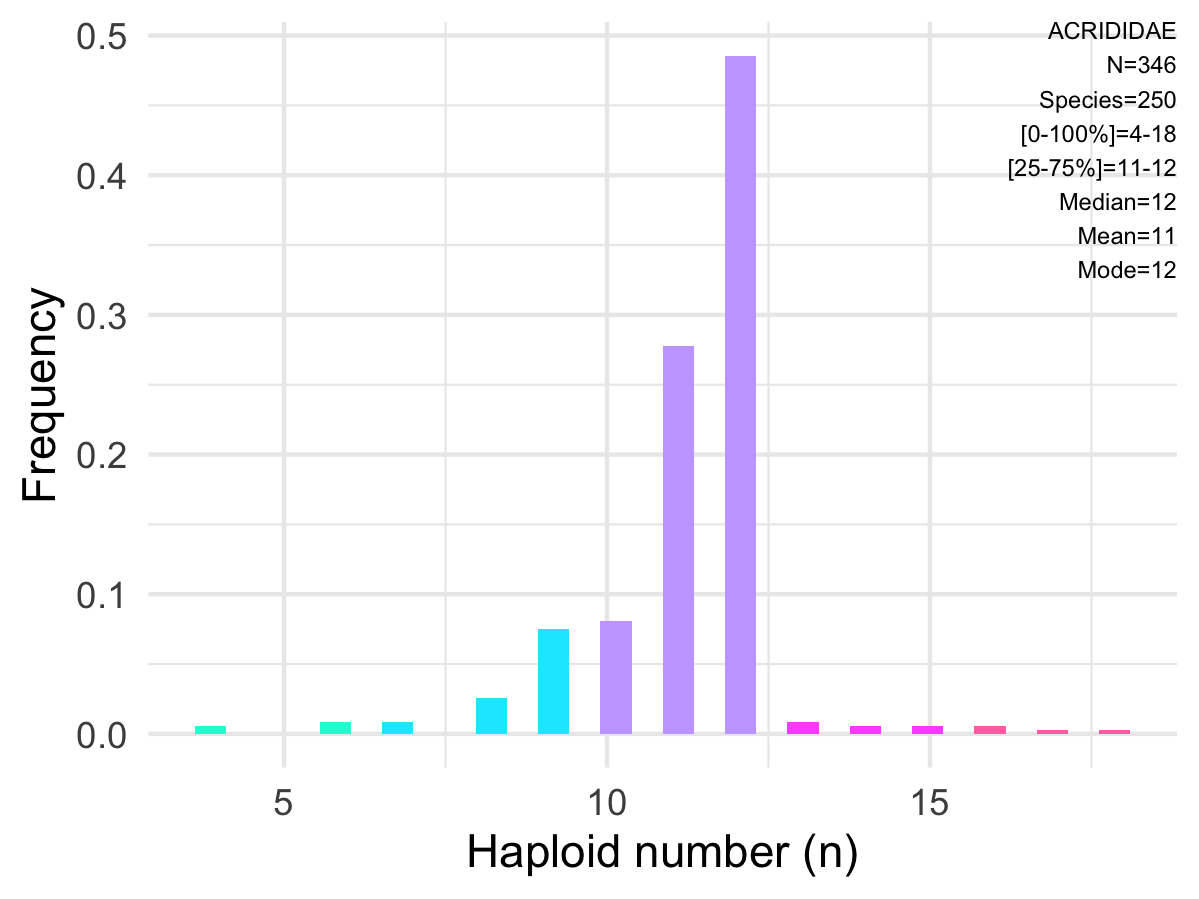 0.5
0.4
0.3
0.2
0.1
0.0
Frequency
5 10 15
Haploid number (n)
ACRIDIDAE
N=346
Species=250
[0-100%]=4-18
[25-75%]=11-12
Median=12
Mean=11
Mode=12